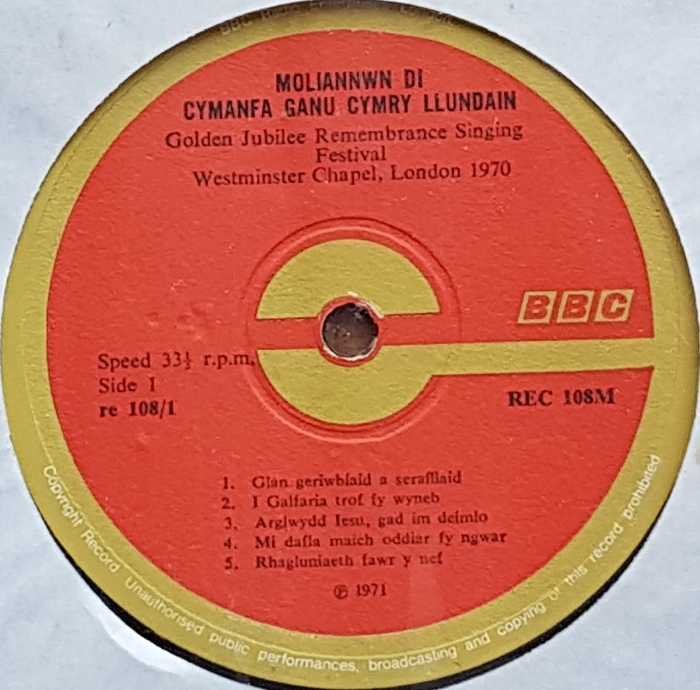 MOLIANNWN DI
CYMANFA GANU CYMRY LLUNDAIN
Golden Jubilee Remembrance Singing
Festival
Westminster Chapel, London 1970
BBC
Speed 33⅓ r.p.m.
Side 1
re 108/1
REC 108M
1. Glân geriwbiaid a seraffiaid
2. I Galfaria trof fy wyneb
3. Arglwydd Iesu, gad im deimlo
4. Mi dafla maich oddiar fy ngwar
5. Rhagluniaeth fawr y nef
℗ 1971
Copyright Record Unauthorised public performances, broadcasting and copying of this record prohibited